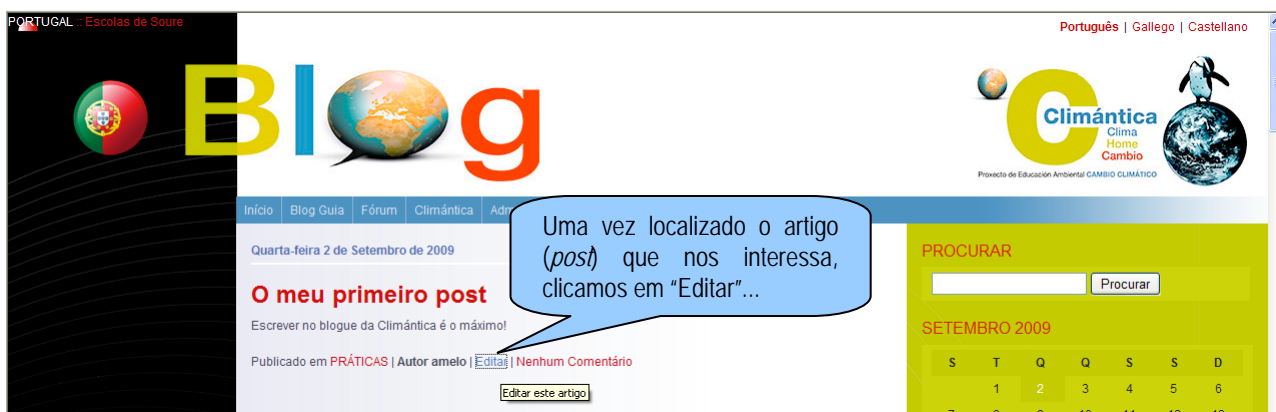 PORTUGAL :: Escolas de Soure
Português | Gallego | Castellano
Blog
Climántica
Clima
Home
Cambio
Proxecto de Educación Ambiental CAMBIO CLIMÁTICO
Início Blog Guia Fórum Climántica
Uma vez localizado o artigo
(post) que nos interessa,
clicamos em “Editar”...
Quarta-feira 2 de Setembro de 2009
O meu primeiro post
Escrever no blogue da Climántica é o máximo!
Publicado em PRÁTICAS | Autor amelo | Editar | Nenhum Comentário
Editar este artigo
PROCURAR
Procurar
SETEMBRO 2009
S T Q Q S S D
1 2 3 4 5 6